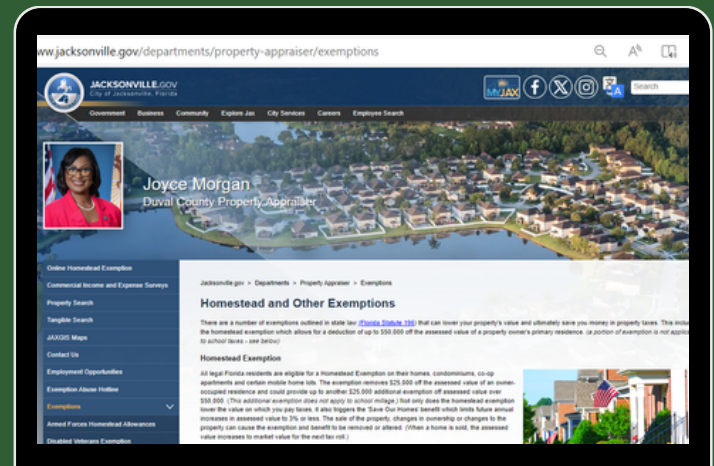 ww.jacksonville.gov/departments/property-appraiser/exemptions
JACKSONVILLE.GOV
City of Jacksonville, Florida
MYJAX
Search
Government Business Community Explore Jax City Services Careers Employee Search
Joyce Morgan
Duval County Property Appraiser
Online Homestead Exemption
Commercial Income and Expense Surveys
Property Search
Tangible Search
JAXGIS Maps
Contact Us
Employment Opportunities
Exemption Abuse Hotline
Exemptions
Armed Forces Homestead Allowances
Disabled Veterans Exemption
Jacksonville.gov > Departments > Property Appraiser > Exemptions
Homestead and Other Exemptions
There are a number of exemptions outlined in state law (Florida Statute 196) that can lower your property's value and ultimately save you money in property taxes. This inclu
the homestead exemption which allows for a deduction of up to $50,000 off the assessed value of a property owner's primary residence. (a portion of exemption is not applic
to school taxes - see below)
Homestead Exemption
All legal Florida residents are eligible for a Homestead Exemption on their homes, condominiums, co-op
apartments and certain mobile home lots. The exemption removes $25,000 off the assessed value of an owner-
occupied residence and could provide up to another $25,000 additional exemption off assessed value over
$50,000. (This additional exemption does not apply to school millage.) Not only does the homestead exemption
lower the value on which you pay taxes, it also triggers the 'Save Our Homes' benefit which limits future annual
increases in assessed value to 3% or less. The sale of the property, changes in ownership or changes to the
property can cause the exemption and benefit to be removed or altered. (When a home is sold, the assessed
value increases to market value for the next tax roll.)